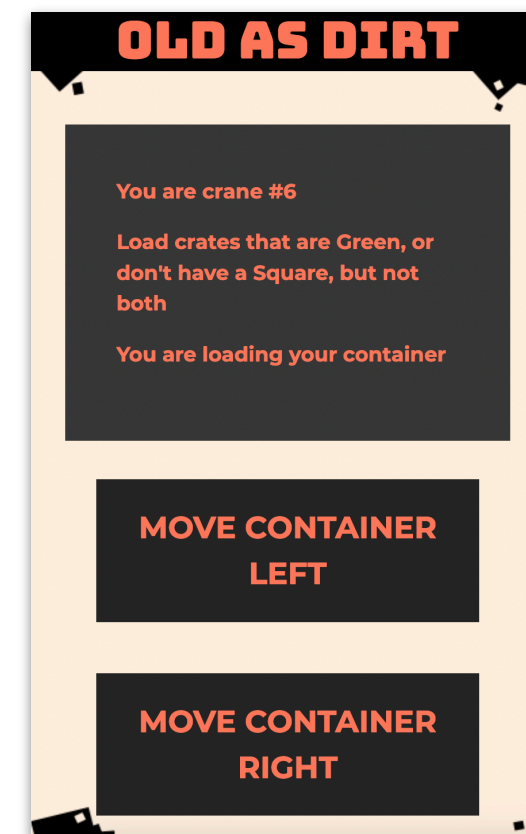 OLD AS DIRT
You are crane #6
Load crates that are Green, or
don't have a Square, but not
both
You are loading your container
MOVE CONTAINER
LEFT
MOVE CONTAINER
RIGHT